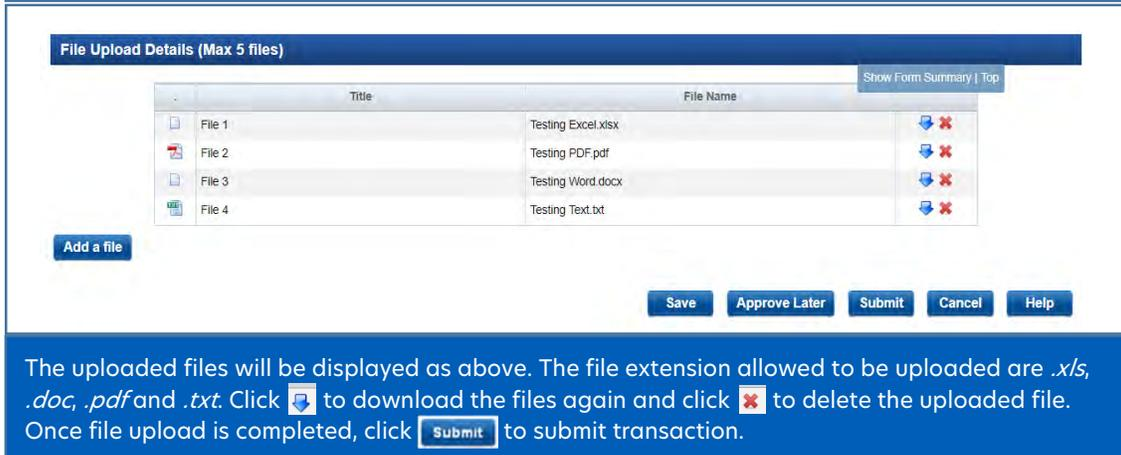 File Upload Details (Max 5 files)
Show Form Summary | Top
. Title File Name
File 1 Testing Excel.xlsx
File 2 Testing PDF.pdf
File 3 Testing Word.docx
File 4 Testing Text.txt
Add a file
Save Approve Later Submit Cancel Help
The uploaded files will be displayed as above. The file extension allowed to be uploaded are .xls,
.doc, .pdf and .txt. Click to download the files again and click to delete the uploaded file.
Once file upload is completed, click Submit to submit transaction.